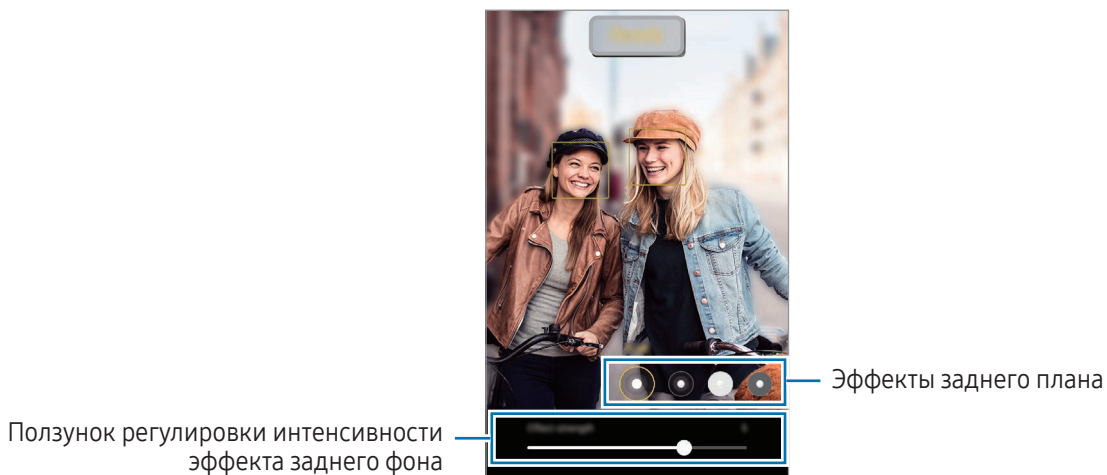 Эффекты заднего плана
Ползунок регулировки интенсивности
эффекта заднего фона